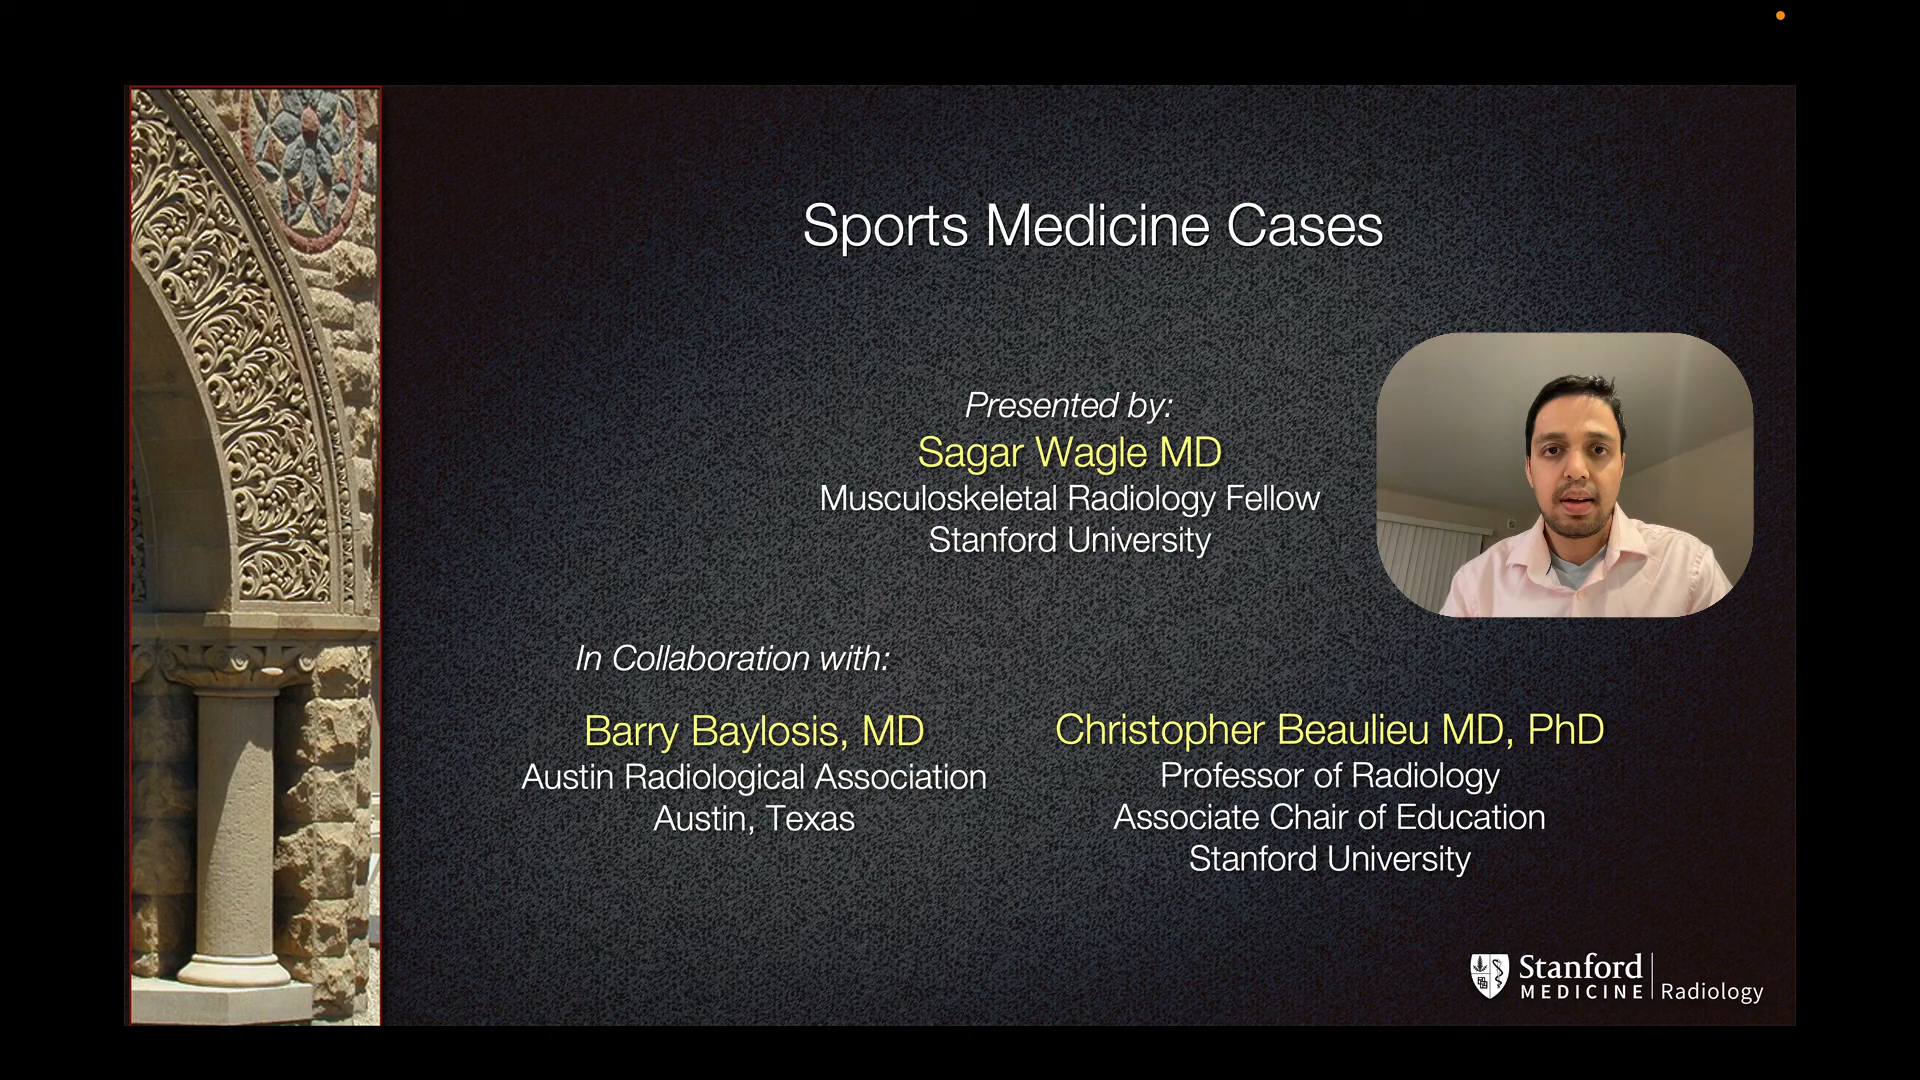 Sports Medicine Cases
Presented by:
Sagar Wagle MD
Musculoskeletal Radiology Fellow
Stanford University
In Collaboration with:
Barry Baylosis, MD
Austin Radiological Association
Austin, Texas
Christopher Beaulieu MD, PhD
Professor of Radiology
Associate Chair of Education
Stanford University
Stanford
MEDICINE
Radiology